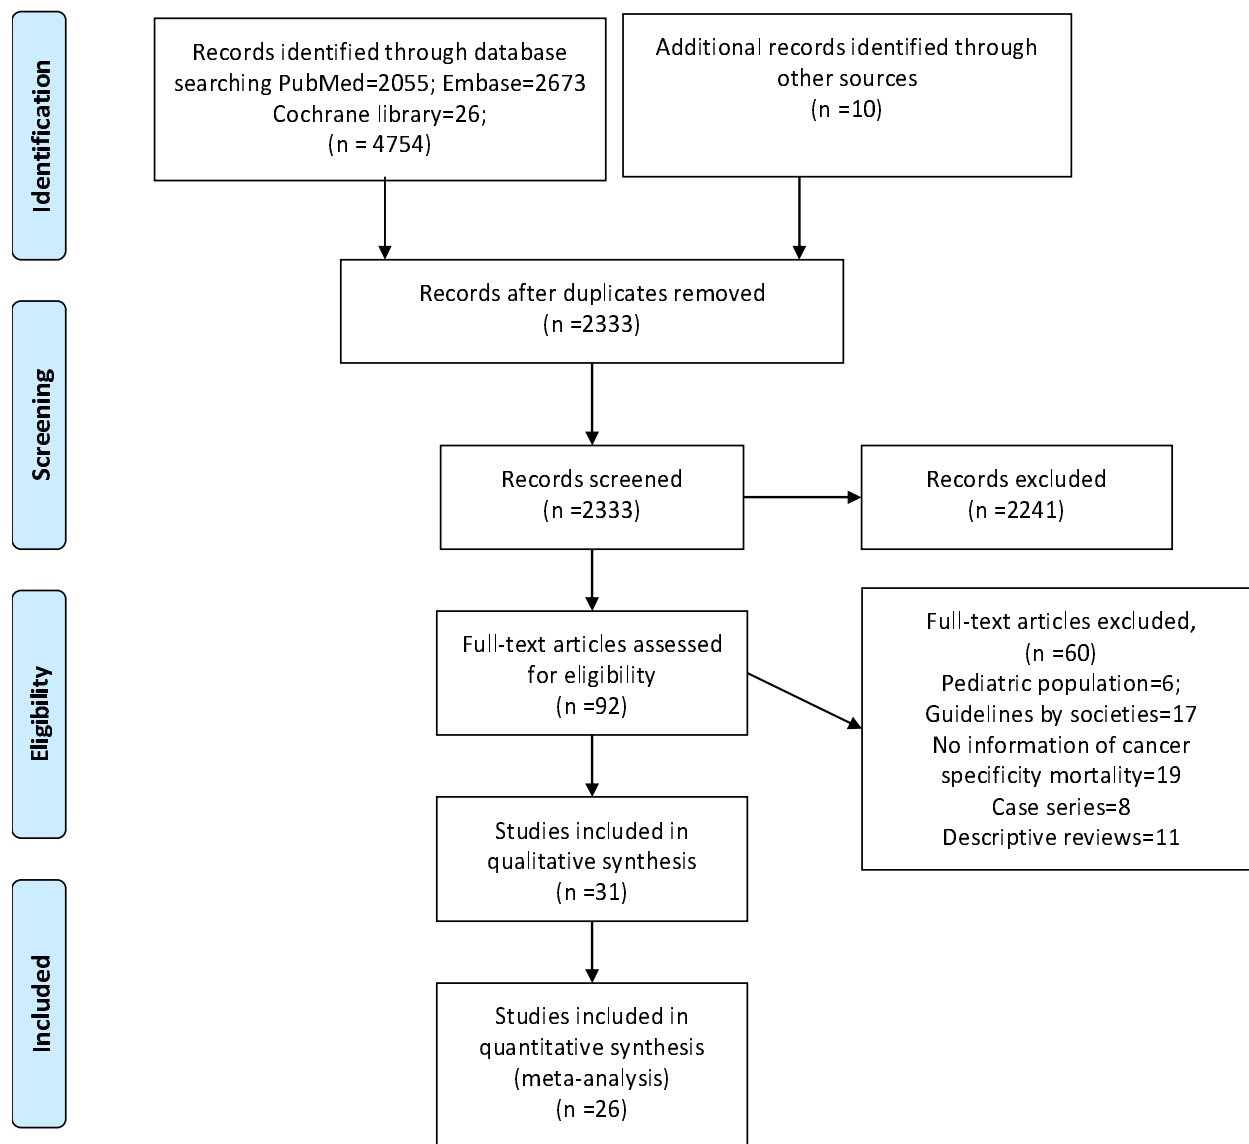 Identification
Records identified through database
searching PubMed=2055; Embase=2673
Cochrane library=26;
(n = 4754)
Additional records identified through
other sources
(n =10)
Records after duplicates removed
(n =2333)
Screening
Records screened
(n =2333)
Records excluded
(n =2241)
Eligibility
Full-text articles assessed
for eligibility
(n =92)
Full-text articles excluded,
(n =60)
Pediatric population=6;
Guidelines by societies=17
No information of cancer
specificity mortality=19
Case series=8
Descriptive reviews=11
Studies included in
qualitative synthesis
(n =31)
Included
Studies included in
quantitative synthesis
(meta-analysis)
(n =26)